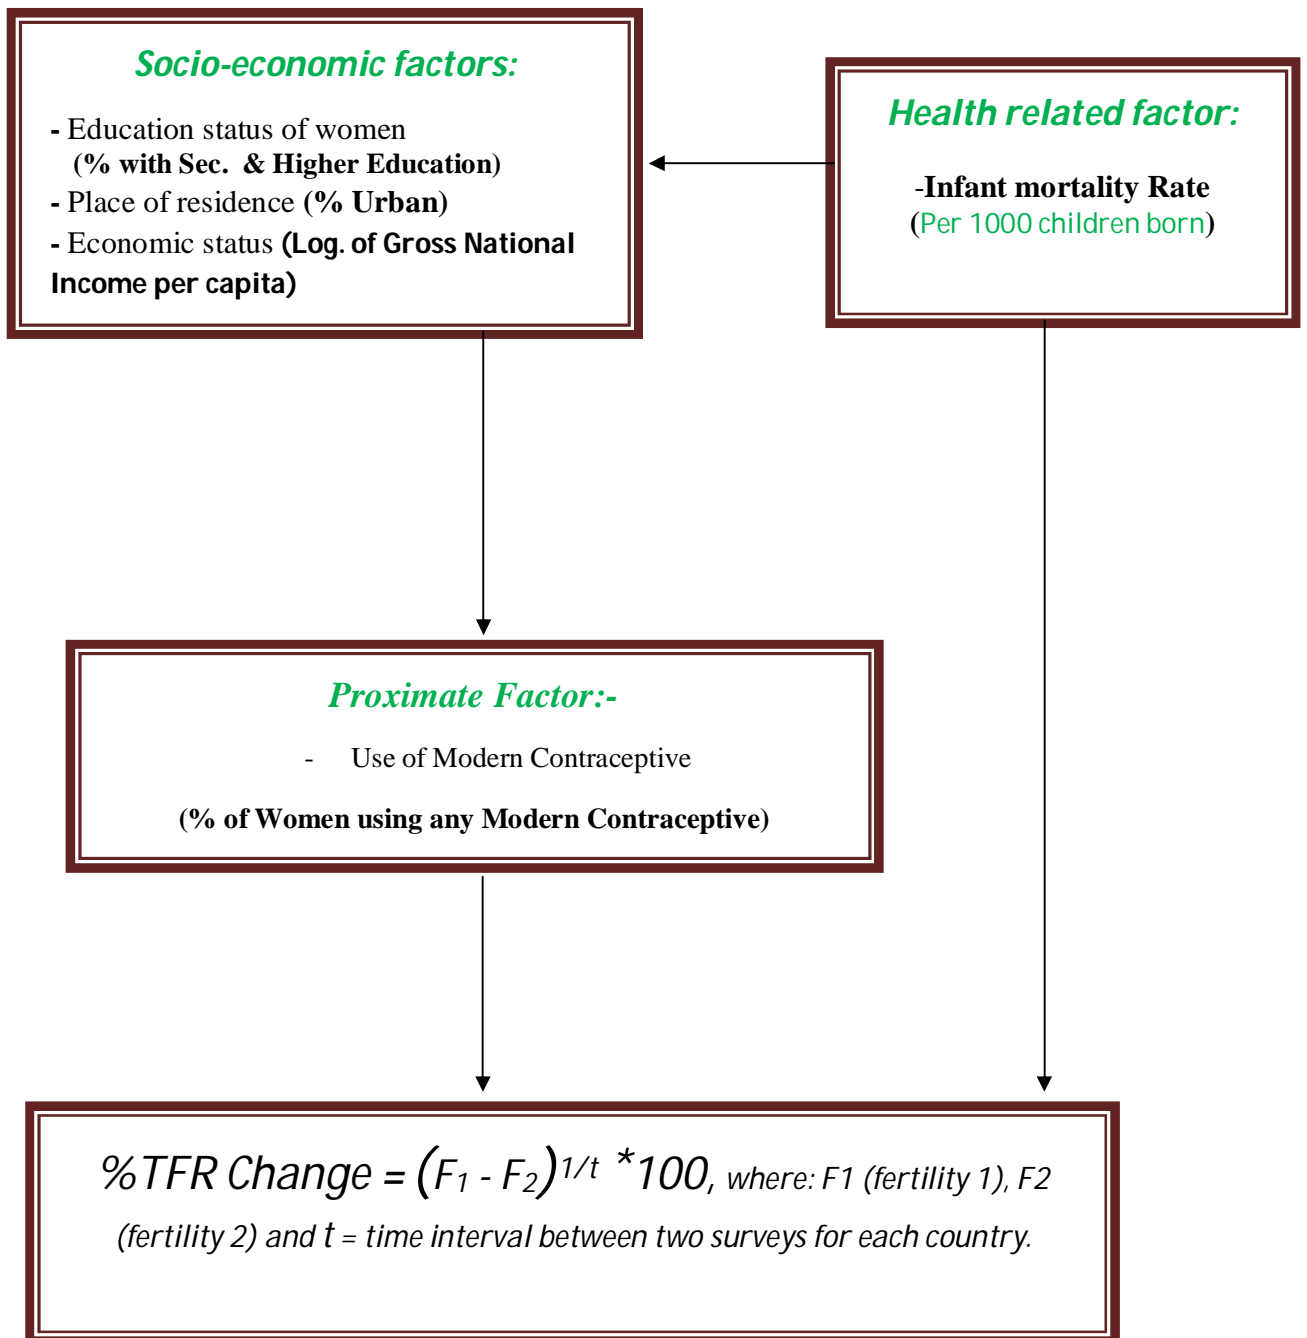 Socio-economic factors:
- Education status of women
(% with Sec. & Higher Education)
- Place of residence (% Urban)
- Economic status (Log. of Gross National
Income per capita)
Health related factor:
-Infant mortality Rate
(Per 1000 children born)
Proximate Factor:-
- Use of Modern Contraceptive
(% of Women using any Modern Contraceptive)
%TFR Change = (F₁ - F₂)¹/ᵗ *100, where: F1 (fertility 1), F2
(fertility 2) and t = time interval between two surveys for each country.